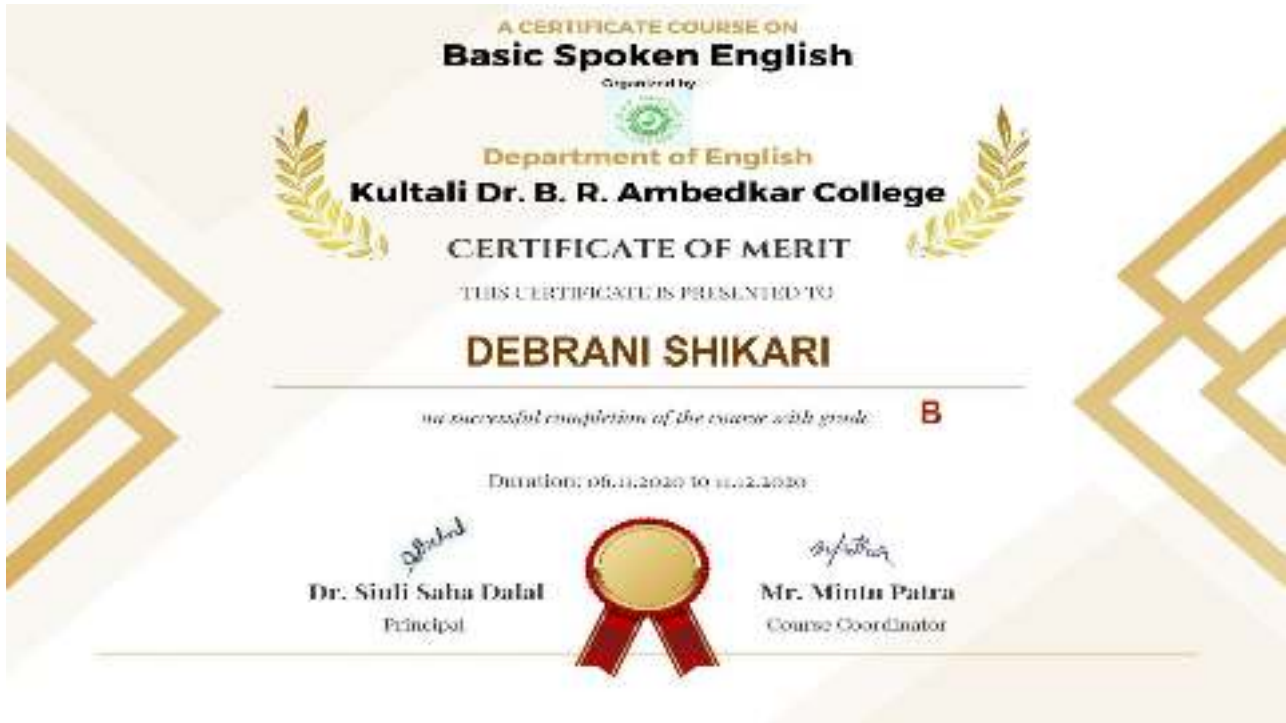 A CERTIFICATE COURSE ON
Basic Spoken English
Organized by
Department of English
Kultali Dr. B. R. Ambedkar College
CERTIFICATE OF MERIT
THIS CERTIFICATE IS PRESENTED TO
DEBRANI SHIKARI
on successful completion of the course with grade B
Duration: 06.11.2020 to 11.12.2020
Dr. Siuli Saha Dalal
Principal
Mr. Mintu Patra
Course Coordinator